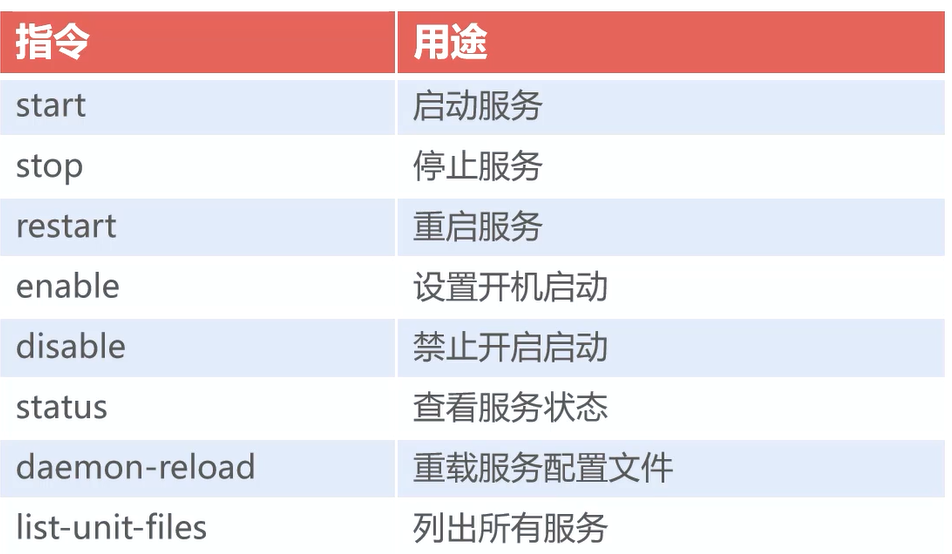 指令 用途
start 启动服务
stop 停止服务
restart 重启服务
enable 设置开机启动
disable 禁止开启启动
status 查看服务状态
daemon-reload 重载服务配置文件
list-unit-files 列出所有服务